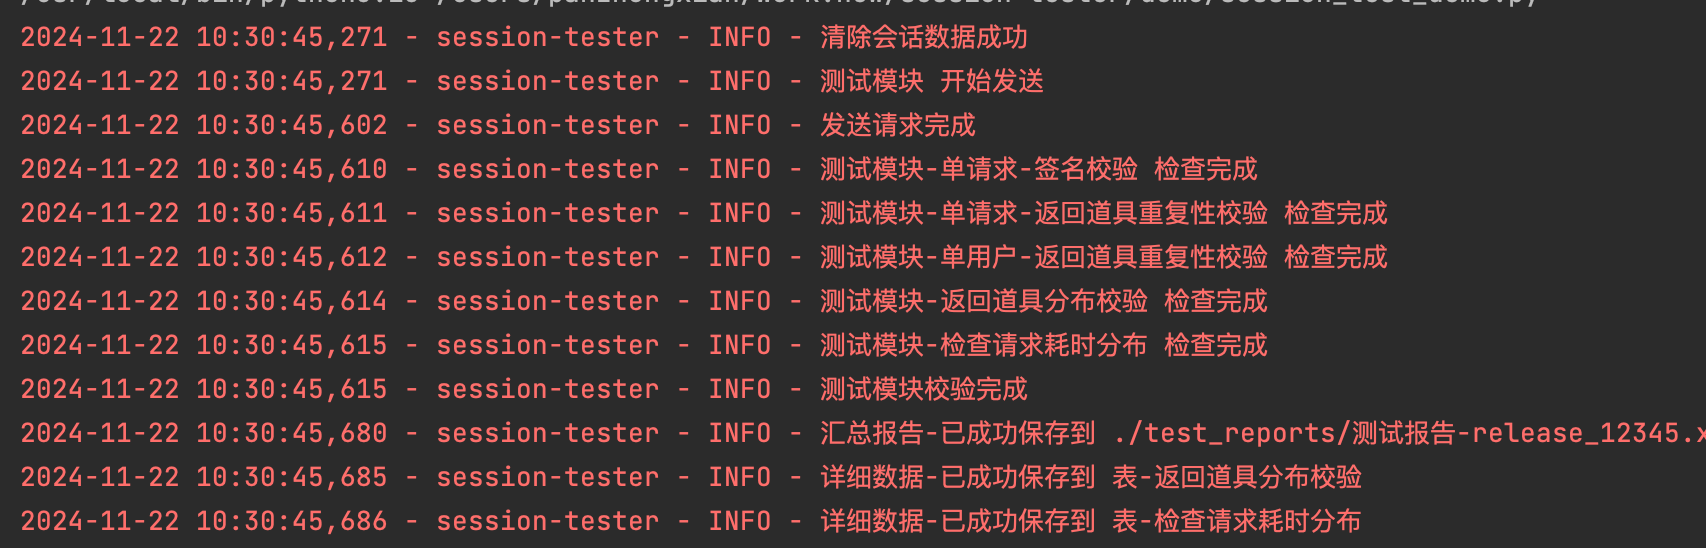 2024-11-22 10:30:45,271 - session-tester - INFO - 清除会话数据成功
2024-11-22 10:30:45,271 - session-tester - INFO - 测试模块 开始发送
2024-11-22 10:30:45,602 - session-tester - INFO - 发送请求完成
2024-11-22 10:30:45,610 - session-tester - INFO - 测试模块-单请求-签名校验 检查完成
2024-11-22 10:30:45,611 - session-tester - INFO - 测试模块-单请求-返回道具重复性校验 检查完成
2024-11-22 10:30:45,612 - session-tester - INFO - 测试模块-单用户-返回道具重复性校验 检查完成
2024-11-22 10:30:45,614 - session-tester - INFO - 测试模块-返回道具分布校验 检查完成
2024-11-22 10:30:45,615 - session-tester - INFO - 测试模块-检查请求耗时分布 检查完成
2024-11-22 10:30:45,615 - session-tester - INFO - 测试模块校验完成
2024-11-22 10:30:45,680 - session-tester - INFO - 汇总报告-已成功保存到 ./test_reports/测试报告-release_12345.x
2024-11-22 10:30:45,685 - session-tester - INFO - 详细数据-已成功保存到 表-返回道具分布校验
2024-11-22 10:30:45,686 - session-tester - INFO - 详细数据-已成功保存到 表-检查请求耗时分布